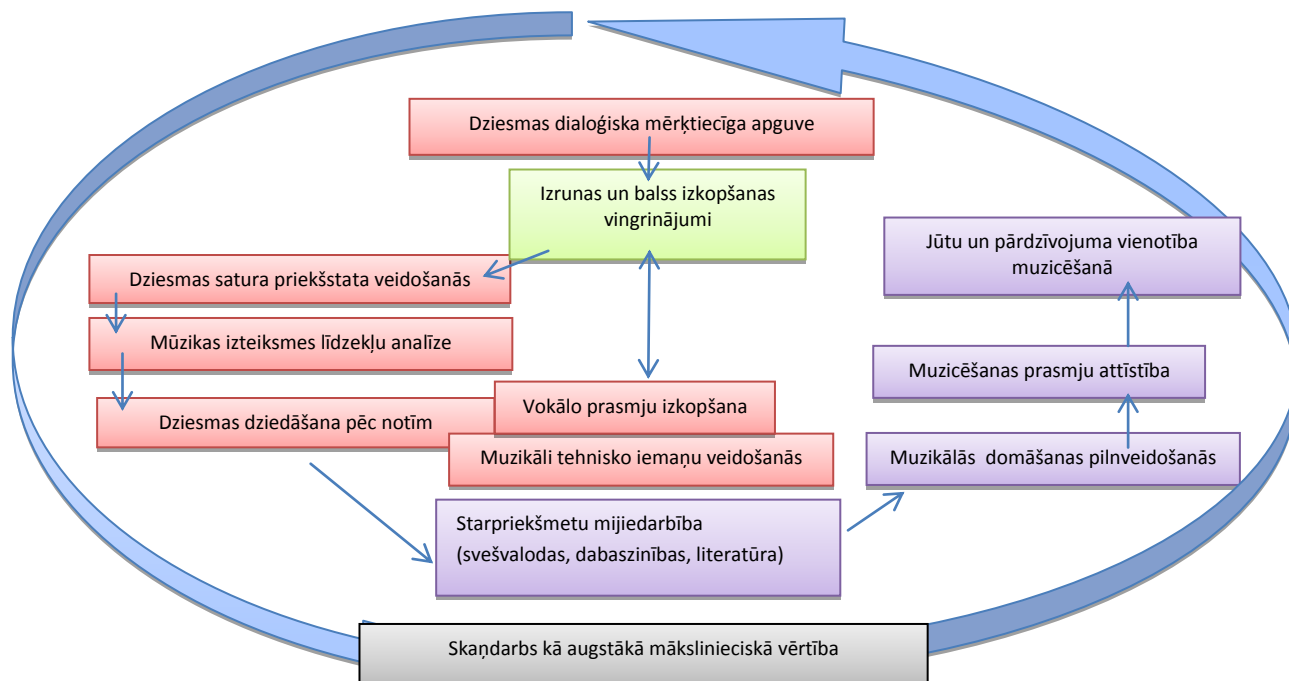 Dziesmas dialoģiska mērķtiecīga apguve
Izrunas un balss izkopšanas
vingrinājumi
Jūtu un pārdzīvojuma vienotība
muzicēšanā
Dziesmas satura priekšstata veidošanās
Mūzikas izteiksmes līdzekļu analīze
Muzicēšanas prasmju attīstība
Vokālo prasmju izkopšana
Dziesmas dziedāšana pēc notīm
Muzikāli tehnisko iemaņu veidošanās
Muzikālās domāšanas pilnveidošanās
Starpriekšmetu mijiedarbība
(svešvalodas, dabaszinības, literatūra)
Skaņdarbs kā augstākā mākslinieciskā vērtība